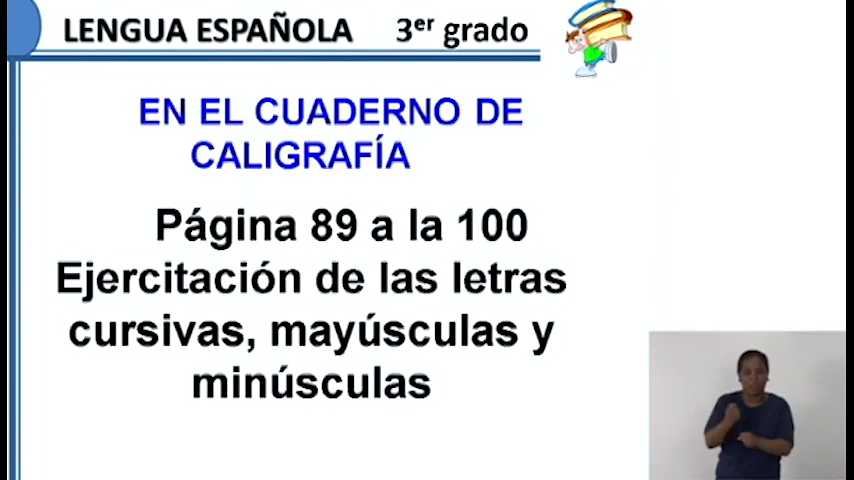 LENGUA ESPAÑOLA 3er grado
EN EL CUADERNO DE
CALIGRAFÍA
Página 89 a la 100
Ejercitación de las letras
cursivas, mayúsculas y
minúsculas